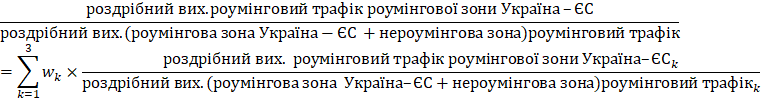 роздрібний вих.роумінговий трафік роумінгової зони Україна – ЄС
роздрібний вих. (роумінгова зона Україна − ЄС + нероумінгова зона)роумінговий трафік
= ∑_{k=1}^{3} w_k × роздрібний вих. роумінговий трафік роумінгової зони Україна–ЄС_k
роздрібний вих. (роумінгова зона Україна–ЄС + нероумінгова зона)роумінговий трафік_k